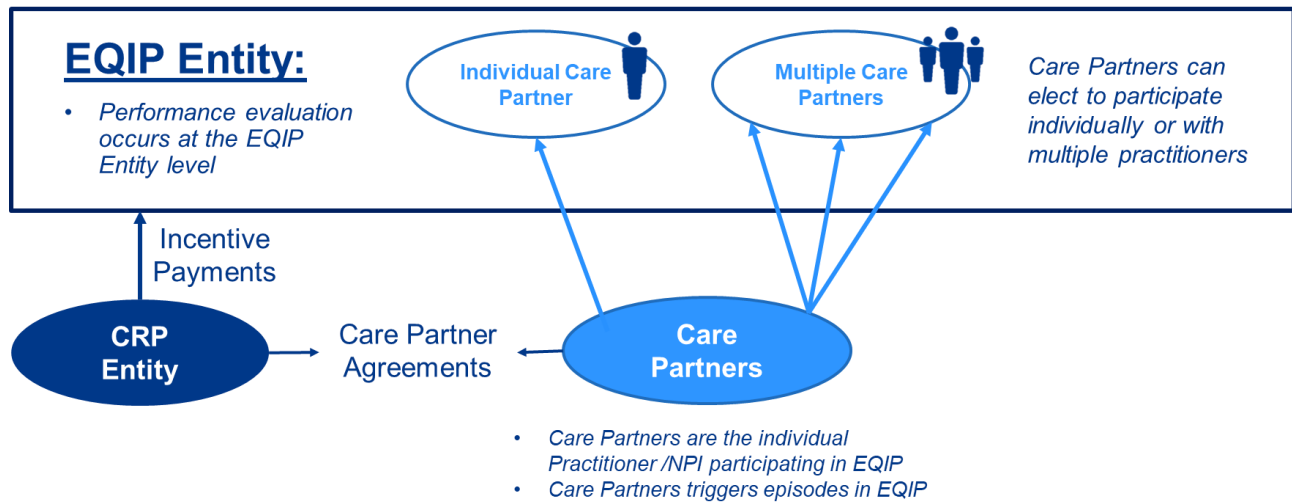 EQIP Entity:
• Performance evaluation
occurs at the EQIP
Entity level
Individual Care
Partner
Multiple Care
Partners
Care Partners can
elect to participate
individually or with
multiple practitioners
Incentive
Payments
CRP
Entity
Care Partner
Agreements
Care
Partners
• Care Partners are the individual
Practitioner /NPI participating in EQIP
• Care Partners triggers episodes in EQIP